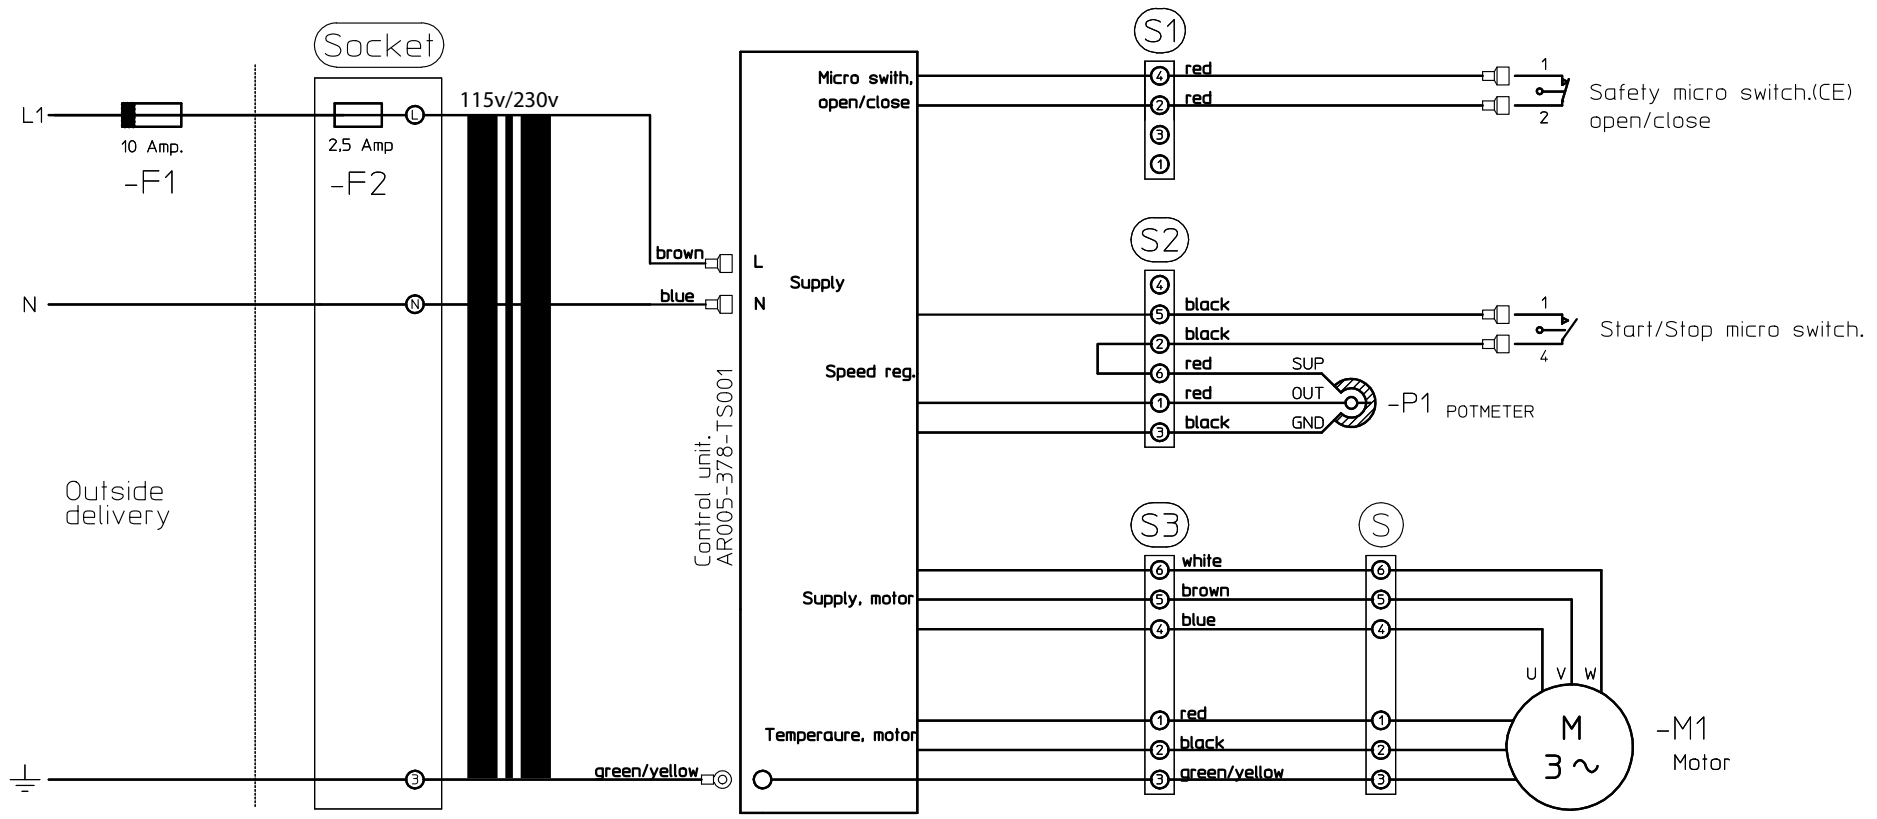 Socket
L1
10 Amp.
-F1
2,5 Amp
-F2
L
115v/230v
N
N
Outside
delivery
3
brown
blue
green/yellow
Control unit.
AR005-378-TS001
Micro swith,
open/close
L
Supply
N
Speed reg.
Supply, motor
Temperaure, motor
S1
4 red
2 red
3
1
1
2
Safety micro switch.(CE)
open/close
S2
4
5 black
2 black
6 red SUP
1 red OUT
3 black GND
1
4
Start/Stop micro switch.
-P1 POTMETER
S3
6 white
5 brown
4 blue
1 red
2 black
3 green/yellow
S
6
5
4
1
2
3
U V W
M
3 ~
-M1
Motor